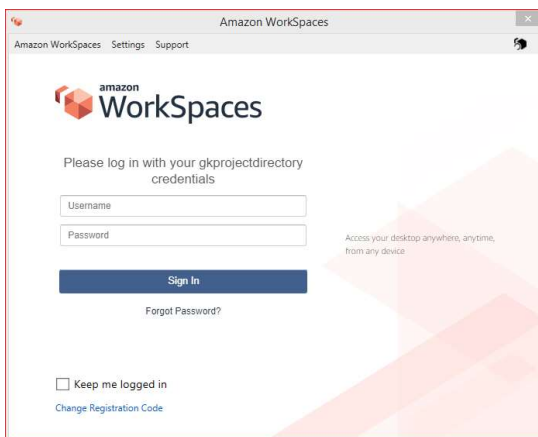 Amazon WorkSpaces
Amazon WorkSpaces Settings Support
amazon
WorkSpaces
Please log in with your gkprojectdirectory
credentials
Username
Password
Sign In
Forgot Password?
Access your desktop anywhere, anytime,
from any device
Keep me logged in
Change Registration Code